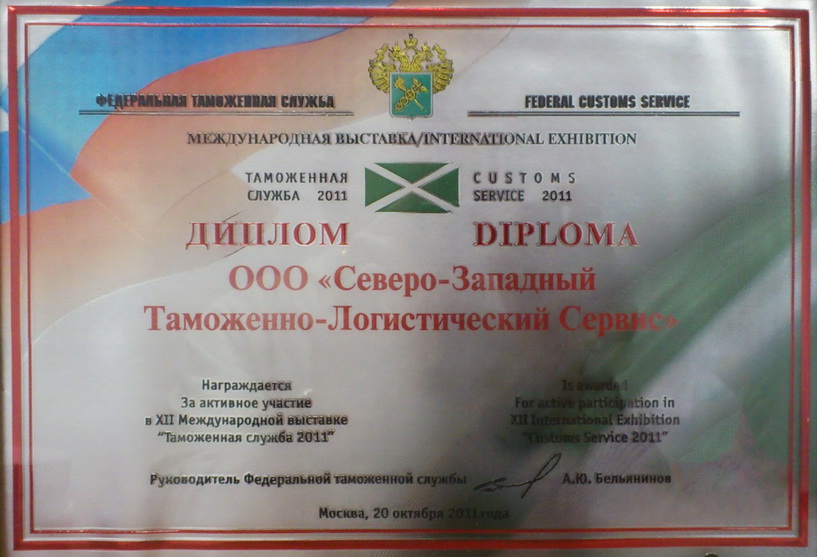 ФЕДЕРАЛЬНАЯ ТАМОЖЕННАЯ СЛУЖБА
FEDERAL CUSTOMS SERVICE
МЕЖДУНАРОДНАЯ ВЫСТАВКА/INTERNATIONAL EXHIBITION
ТАМОЖЕННАЯ
СЛУЖБА 2011
CUSTOMS
SERVICE 2011
ДИПЛОМ
DIPLOMA
ООО «Северо-Западный
Таможенно-Логистический Сервис»
Награждается
За активное участие
в XII Международной выставке
"Таможенная служба 2011"
Is awarded
For active participation in
XII International Exhibition
"Customs Service 2011"
Руководитель Федеральной таможенной службы
А.Ю. Бельянинов
Москва, 20 октября 2011 года